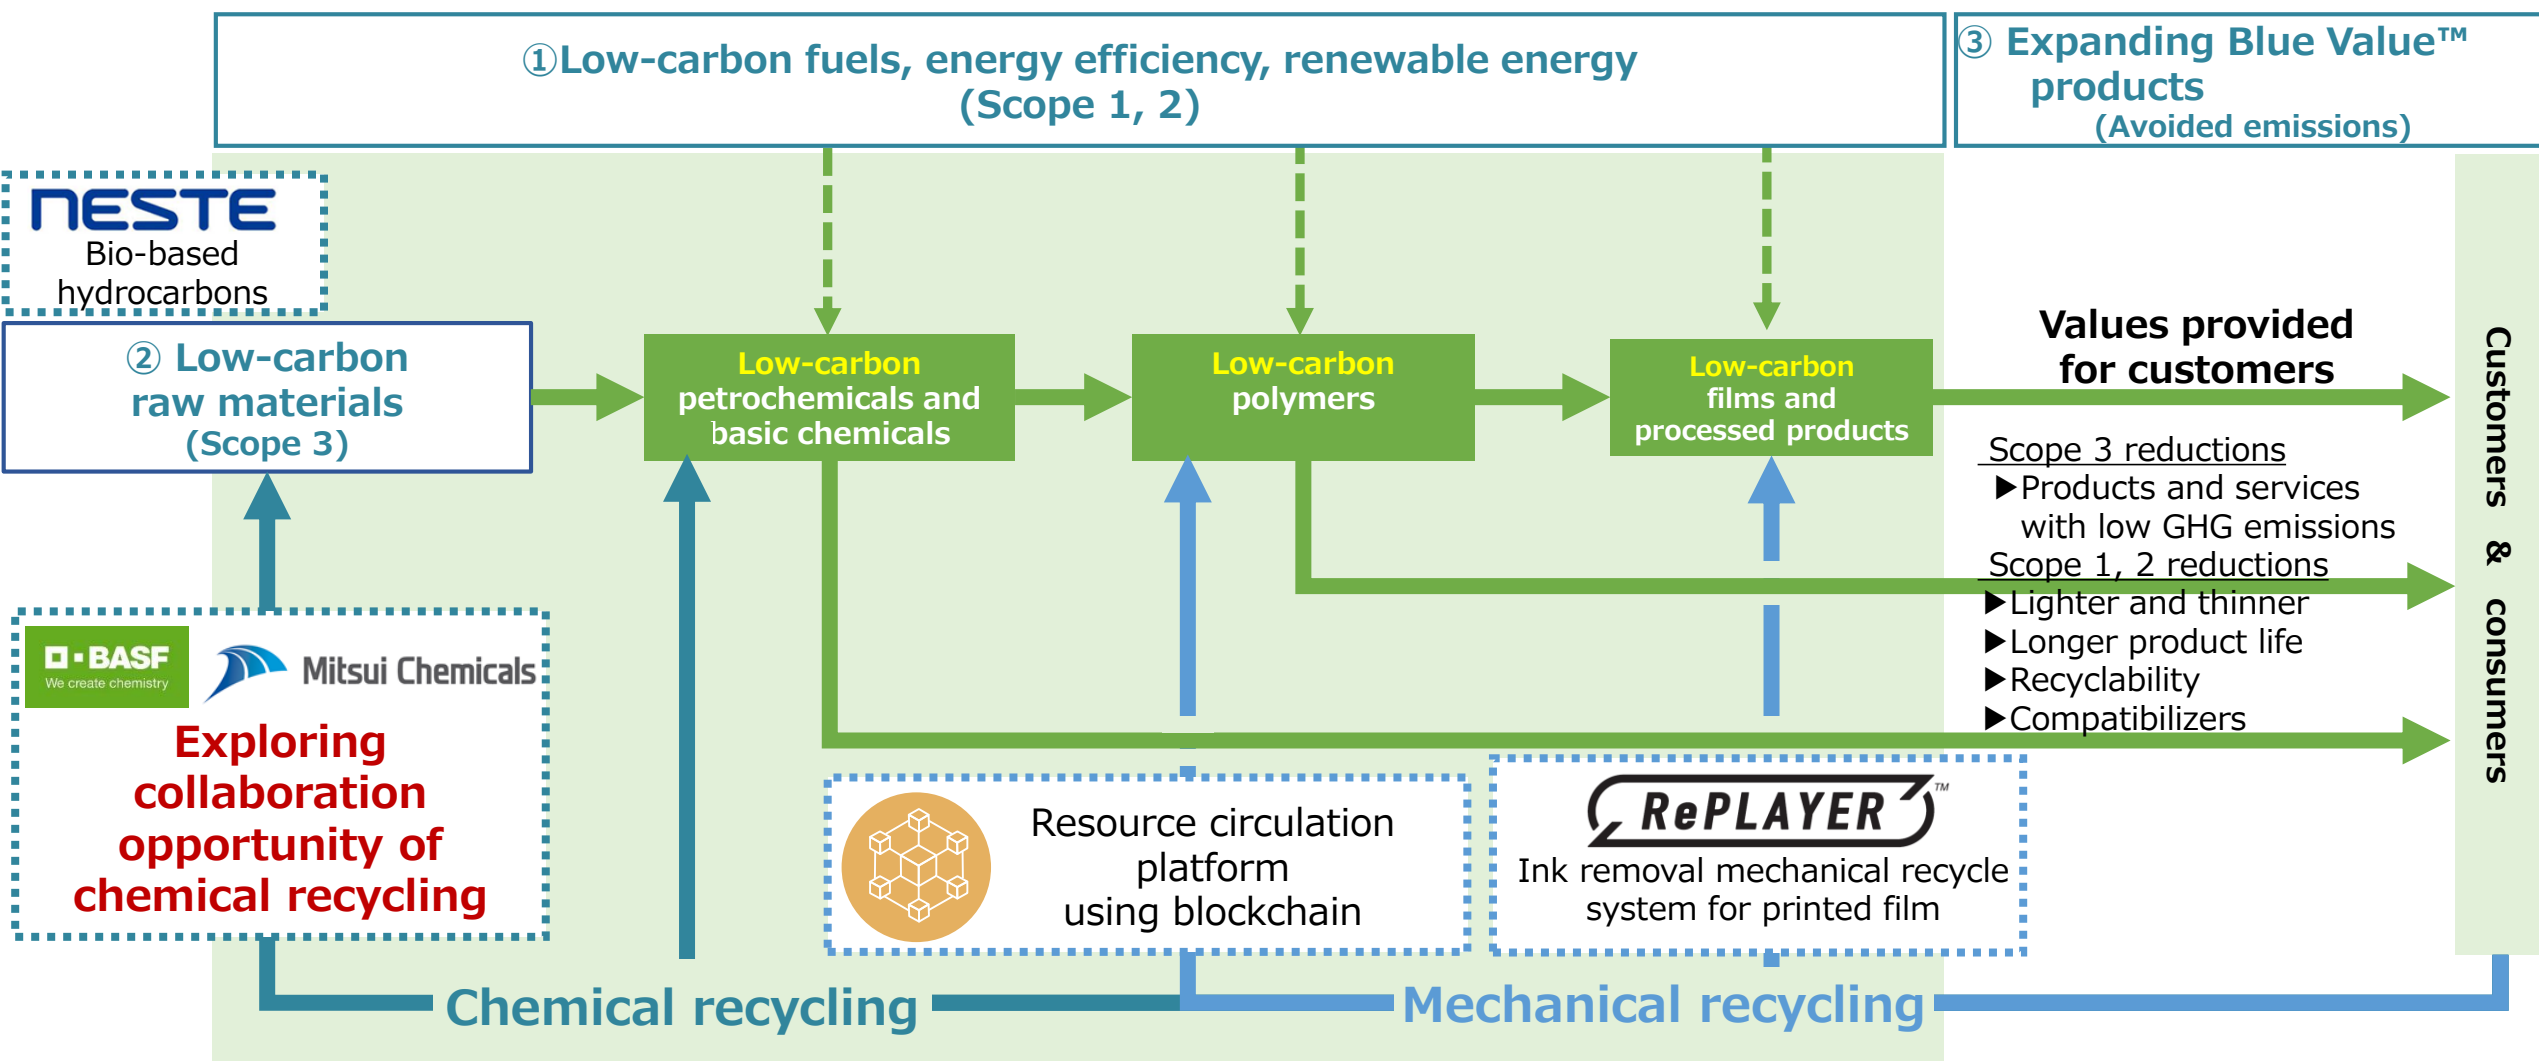 ①Low-carbon fuels, energy efficiency, renewable energy
(Scope 1, 2)
③ Expanding Blue Value™
products
(Avoided emissions)
NESTE
Bio-based
hydrocarbons
② Low-carbon
raw materials
(Scope 3)
Low-carbon
petrochemicals and
basic chemicals
Low-carbon
polymers
Low-carbon
films and
processed products
Values provided
for customers
Scope 3 reductions
▶Products and services
with low GHG emissions
Scope 1, 2 reductions
▶Lighter and thinner
▶Longer product life
▶Recyclability
▶Compatibilizers
Customers & consumers
BASF
We create chemistry
Mitsui Chemicals
Exploring
collaboration
opportunity of
chemical recycling
Resource circulation
platform
using blockchain
RePLAYER™
Ink removal mechanical recycle
system for printed film
Chemical recycling
Mechanical recycling